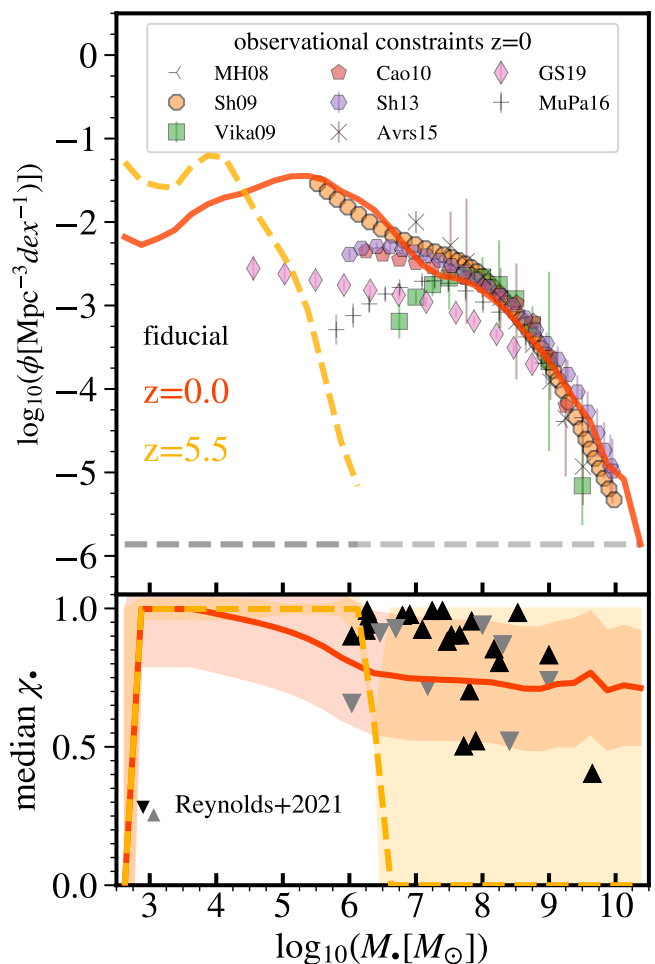 observational constraints z=0
MH08 Cao10 GS19
Sh09 Sh13 MuPa16
Vika09 Avrs15
log₁₀(ϕ[Mpc⁻³dex⁻¹])
0
−1
−2
−3
−4
−5
−6
fiducial
z=0.0
z=5.5
median χ•
1.0
0.5
0.0
Reynolds+2021
3 4 5 6 7 8 9 10
log₁₀(M•[M⊙])